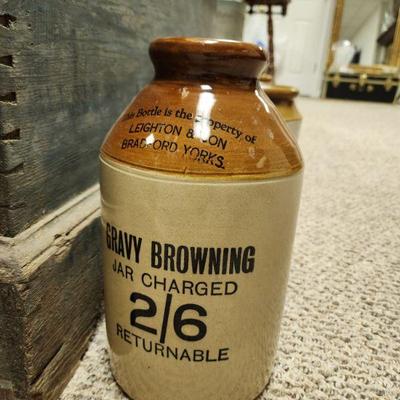 This Bottle is the Property of
LEIGHTON & SON
BRADFORD YORKS.
GRAVY BROWNING
JAR CHARGED
2/6
RETURNABLE